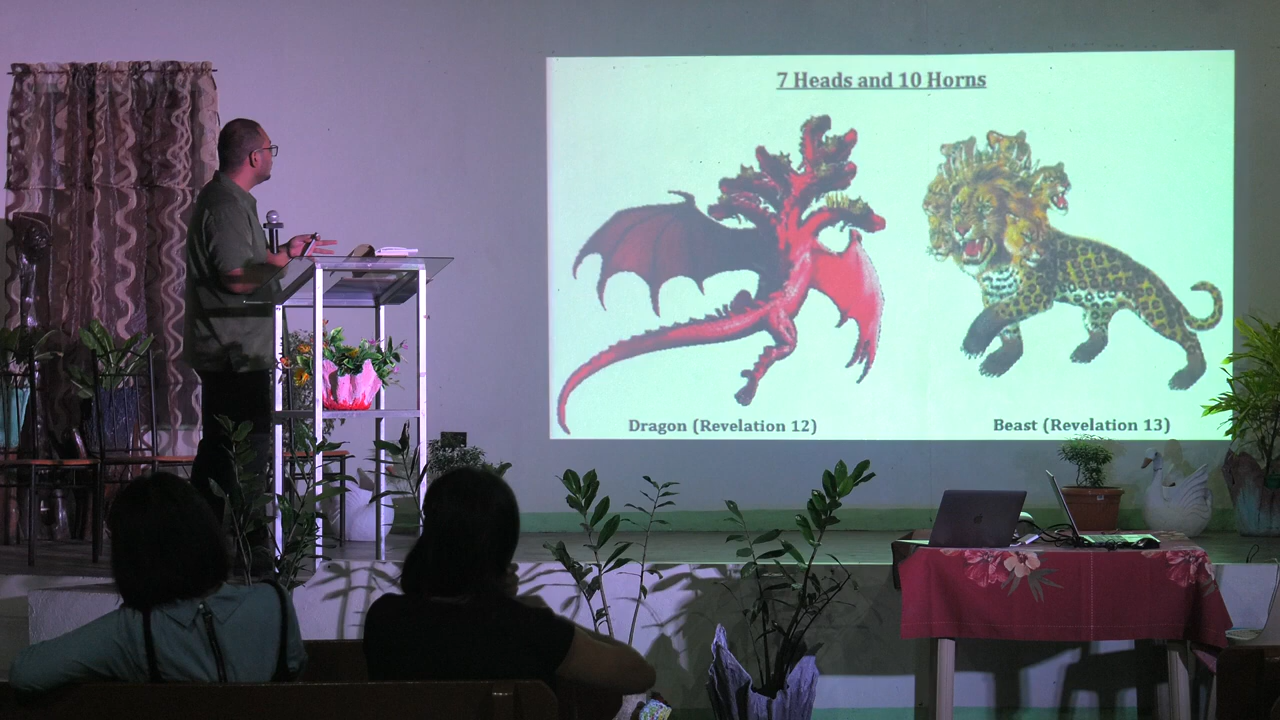 7 Heads and 10 Horns
Dragon (Revelation 12)
Beast (Revelation 13)